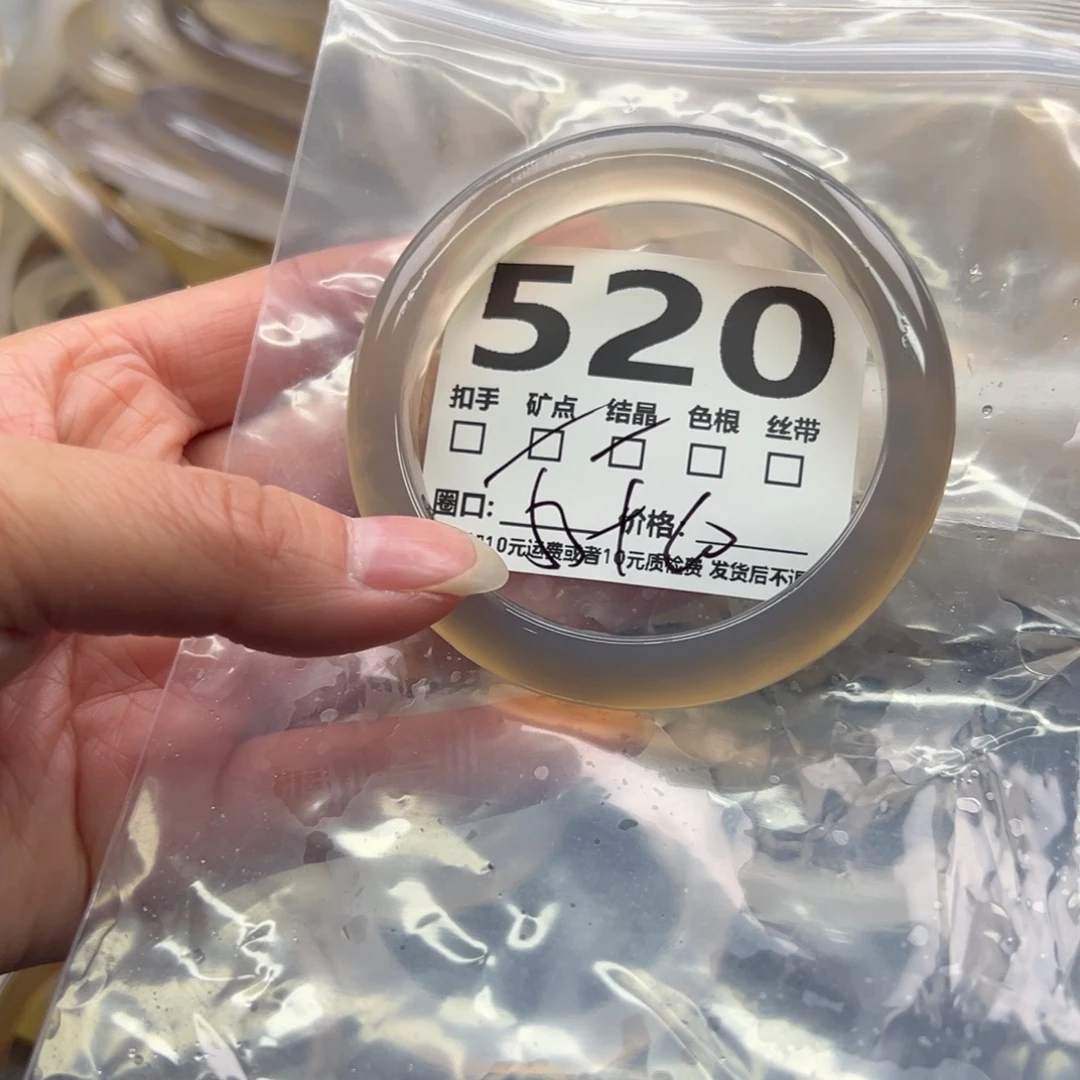 520
扣手 矿点 结晶 色根 丝带
□ □ □ □ □
圈口: 价格:
10元运费或者10元质检费 发货后不退